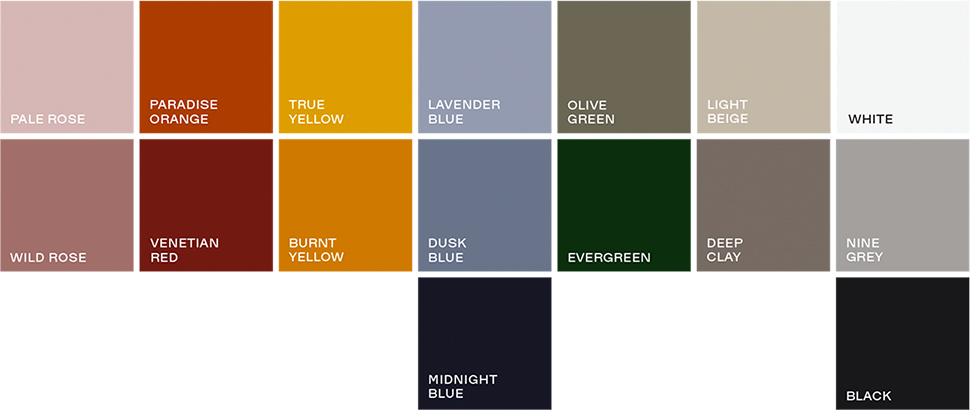 PALE ROSE
PARADISE
ORANGE
TRUE
YELLOW
LAVENDER
BLUE
OLIVE
GREEN
LIGHT
BEIGE
WHITE
WILD ROSE
VENETIAN
RED
BURNT
YELLOW
DUSK
BLUE
EVERGREEN
DEEP
CLAY
NINE
GREY
MIDNIGHT
BLUE
BLACK